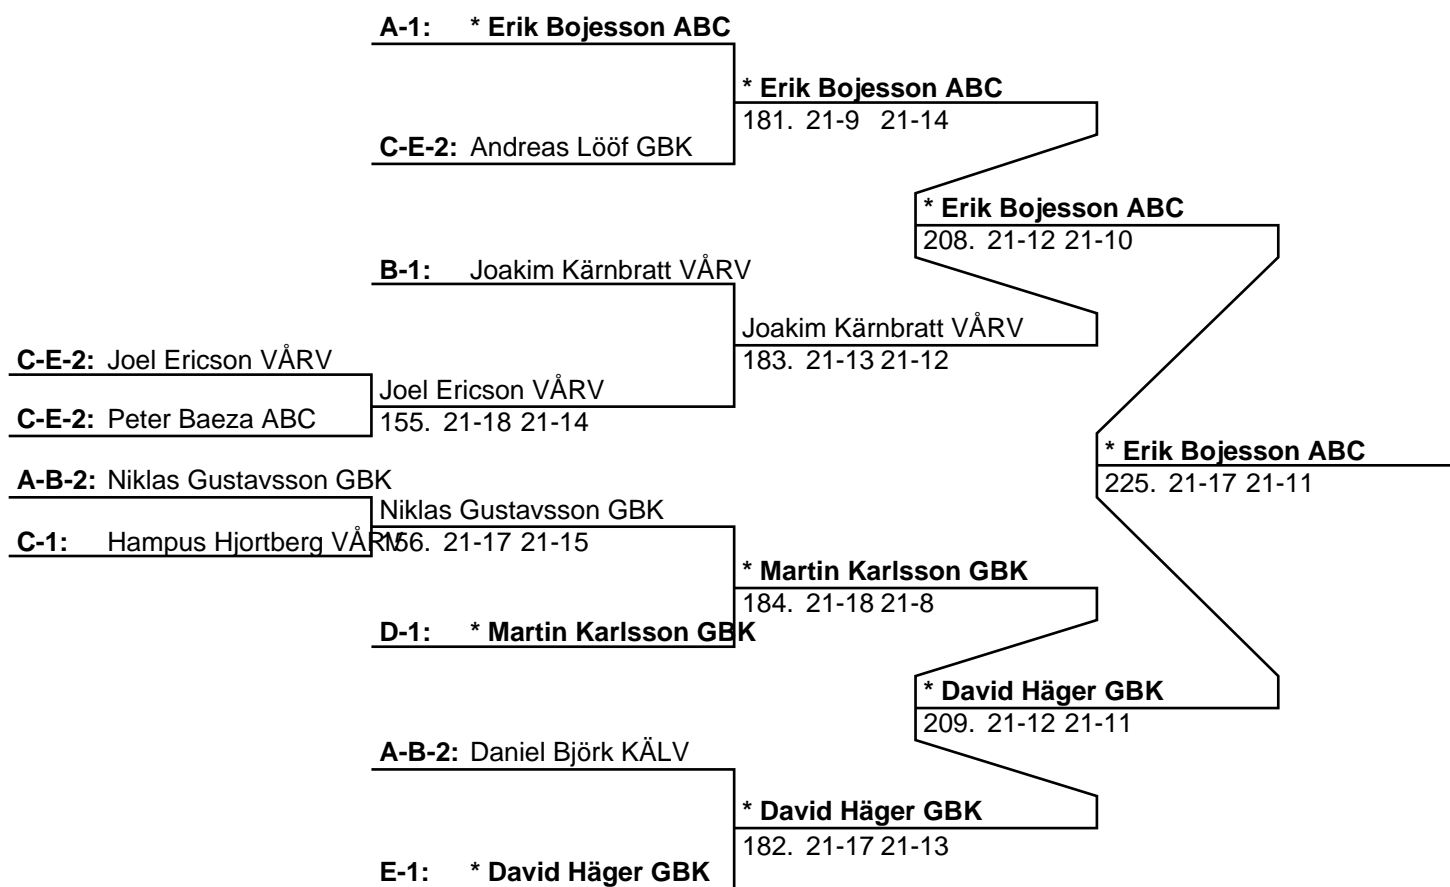 A-1: * Erik Bojesson ABC
* Erik Bojesson ABC
181. 21-9 21-14
C-E-2: Andreas Lööf GBK
* Erik Bojesson ABC
208. 21-12 21-10
B-1: Joakim Kärnbratt VÅRV
Joakim Kärnbratt VÅRV
183. 21-13 21-12
C-E-2: Joel Ericson VÅRV
Joel Ericson VÅRV
155. 21-18 21-14
C-E-2: Peter Baeza ABC
* Erik Bojesson ABC
225. 21-17 21-11
A-B-2: Niklas Gustavsson GBK
Niklas Gustavsson GBK
156. 21-17 21-15
C-1: Hampus Hjortberg VÅRV
* Martin Karlsson GBK
184. 21-18 21-8
D-1: * Martin Karlsson GBK
* David Häger GBK
209. 21-12 21-11
A-B-2: Daniel Björk KÄLV
* David Häger GBK
182. 21-17 21-13
E-1: * David Häger GBK